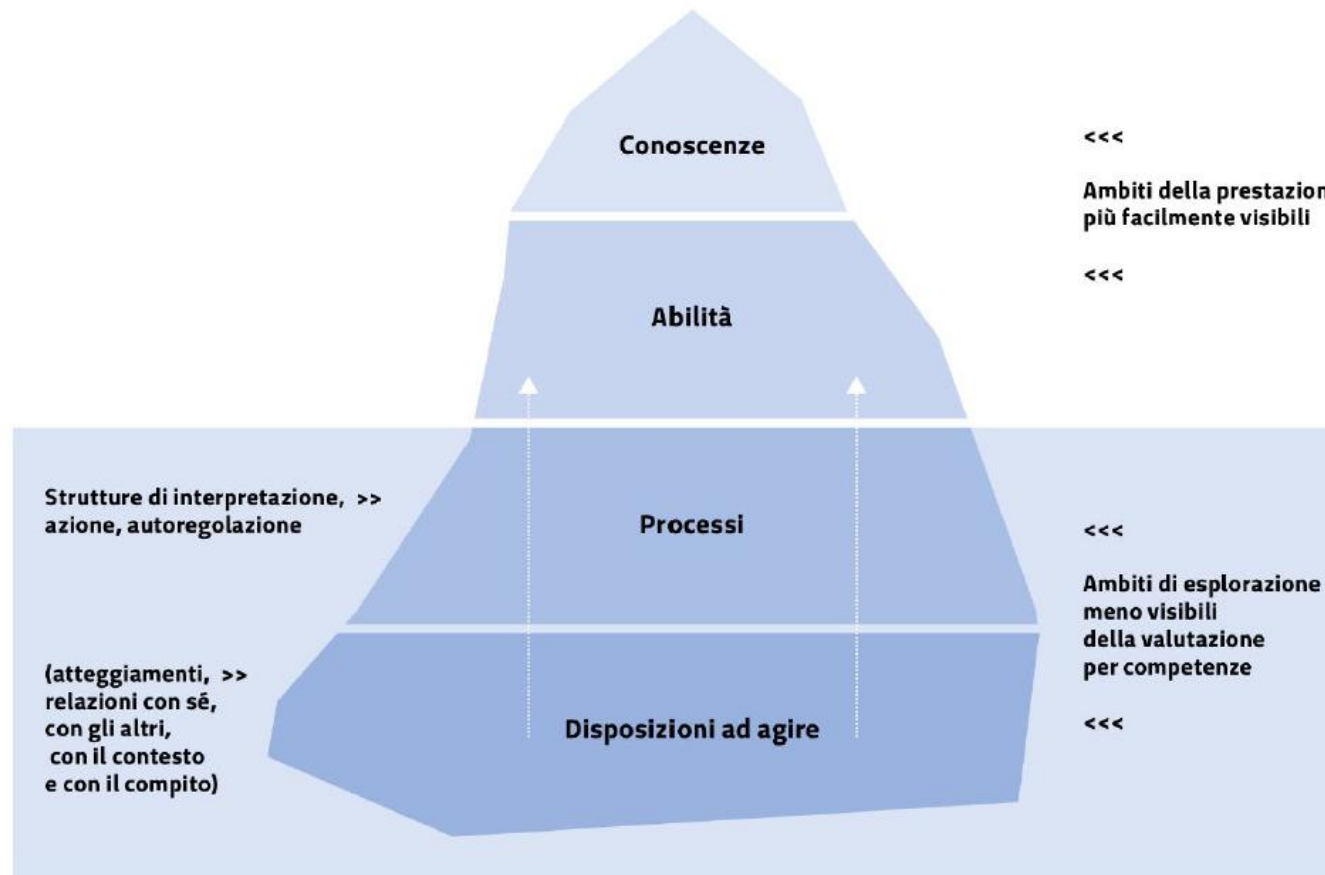 Conoscenze
<<<
Ambiti della prestazion
più facilmente visibili
<<<
Abilità
Strutture di interpretazione, >>
azione, autoregolazione
Processi
<<<
Ambiti di esplorazione
meno visibili
della valutazione
per competenze
<<<
(atteggiamenti, >>
relazioni con sé,
con gli altri,
con il contesto
e con il compito)
Disposizioni ad agire